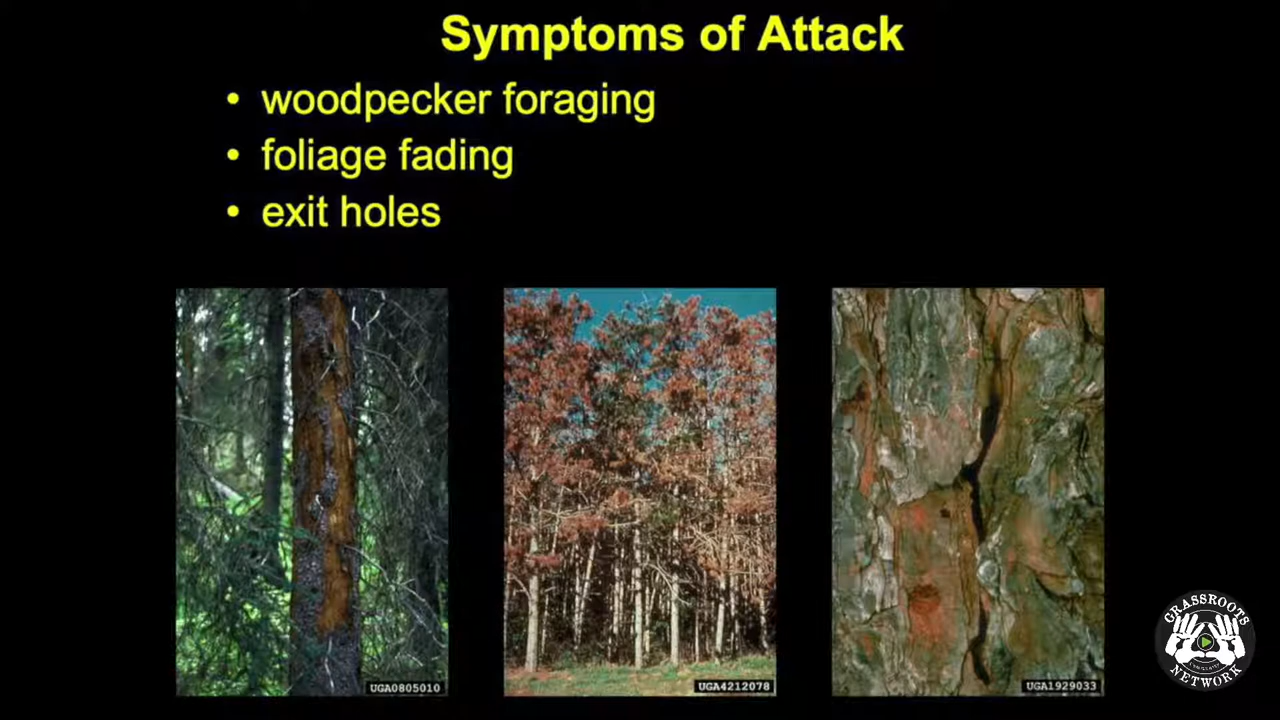 Symptoms of Attack
• woodpecker foraging
• foliage fading
• exit holes
UGA0805010
UGA4212078
UGA1929033
GRASSROOTS
NETWORK